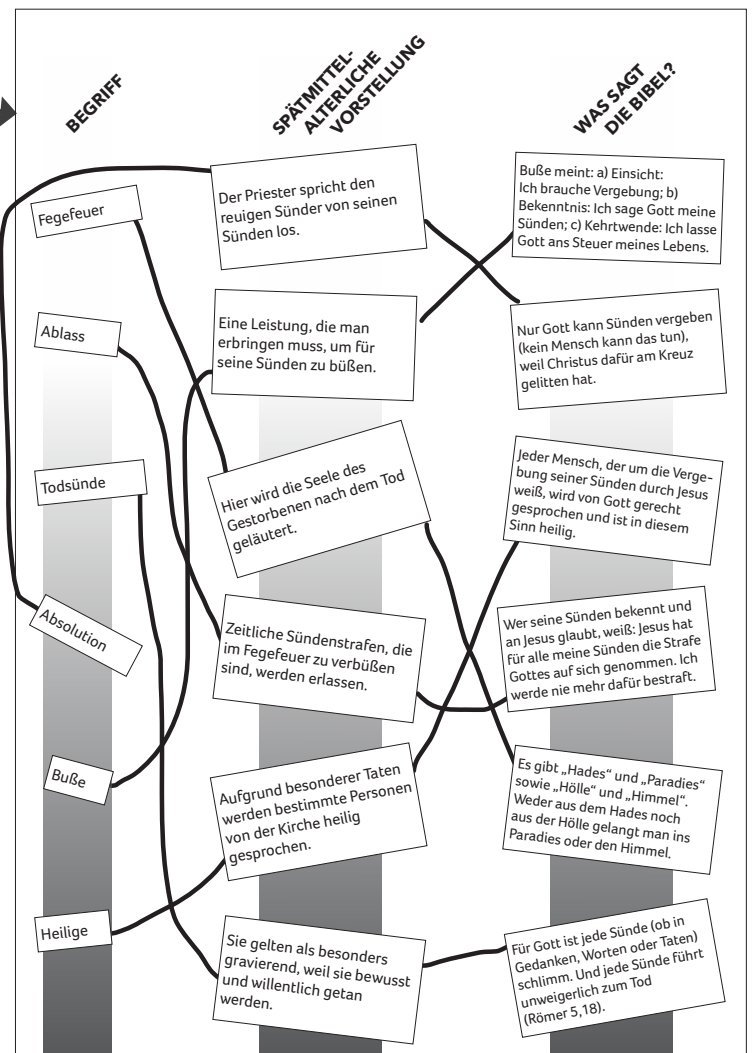 BEGRIFF
SPÄTMITTEL-
ALTERLICHE
VORSTELLUNG
WAS SAGT
DIE BIBEL?
Fegefeuer
Ablass
Todsünde
Absolution
Buße
Heilige
Der Priester spricht den
reuigen Sünder von seinen
Sünden los.
Eine Leistung, die man
erbringen muss, um für
seine Sünden zu büßen.
Hier wird die Seele des
Gestorbenen nach dem Tod
geläutert.
Zeitliche Sündenstrafen, die
im Fegefeuer zu verbüßen
sind, werden erlassen.
Aufgrund besonderer Taten
werden bestimmte Personen
von der Kirche heilig
gesprochen.
Sie gelten als besonders
gravierend, weil sie bewusst
und willentlich getan
werden.
Buße meint: a) Einsicht:
Ich brauche Vergebung; b)
Bekenntnis: Ich sage Gott meine
Sünden; c) Kehrtwende: Ich lasse
Gott ans Steuer meines Lebens.
Nur Gott kann Sünden vergeben
(kein Mensch kann das tun),
weil Christus dafür am Kreuz
gelitten hat.
Jeder Mensch, der um die Verge-
bung seiner Sünden durch Jesus
weiß, wird von Gott gerecht
gesprochen und ist in diesem
Sinn heilig.
Wer seine Sünden bekennt und
an Jesus glaubt, weiß: Jesus hat
für alle meine Sünden die Strafe
Gottes auf sich genommen. Ich
werde nie mehr dafür bestraft.
Es gibt „Hades“ und „Paradies“
sowie „Hölle“ und „Himmel“.
Weder aus dem Hades noch
aus der Hölle gelangt man ins
Paradies oder den Himmel.
Für Gott ist jede Sünde (ob in
Gedanken, Worten oder Taten)
schlimm. Und jede Sünde führt
unweigerlich zum Tod
(Römer 5,18).